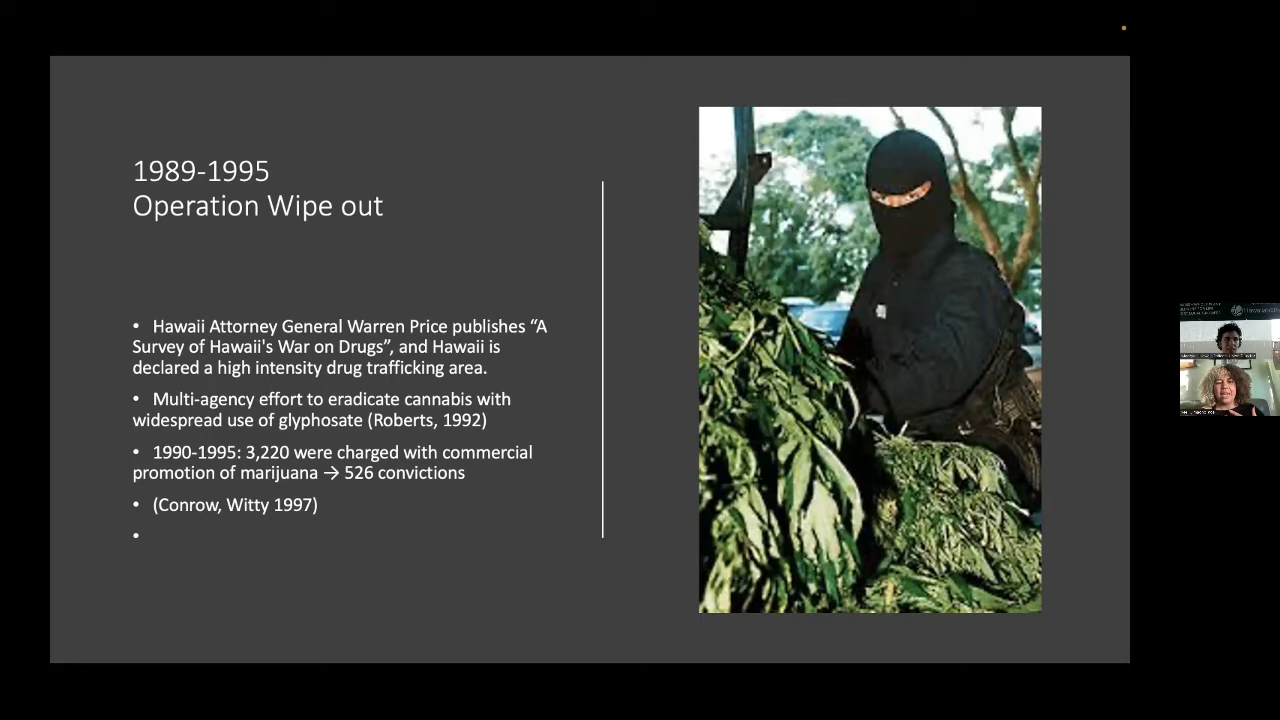 1989-1995
Operation Wipe out
• Hawaii Attorney General Warren Price publishes “A
Survey of Hawaii's War on Drugs”, and Hawaii is
declared a high intensity drug trafficking area.
• Multi-agency effort to eradicate cannabis with
widespread use of glyphosate (Roberts, 1992)
• 1990-1995: 3,220 were charged with commercial
promotion of marijuana → 526 convictions
• (Conrow, Witty 1997)
•